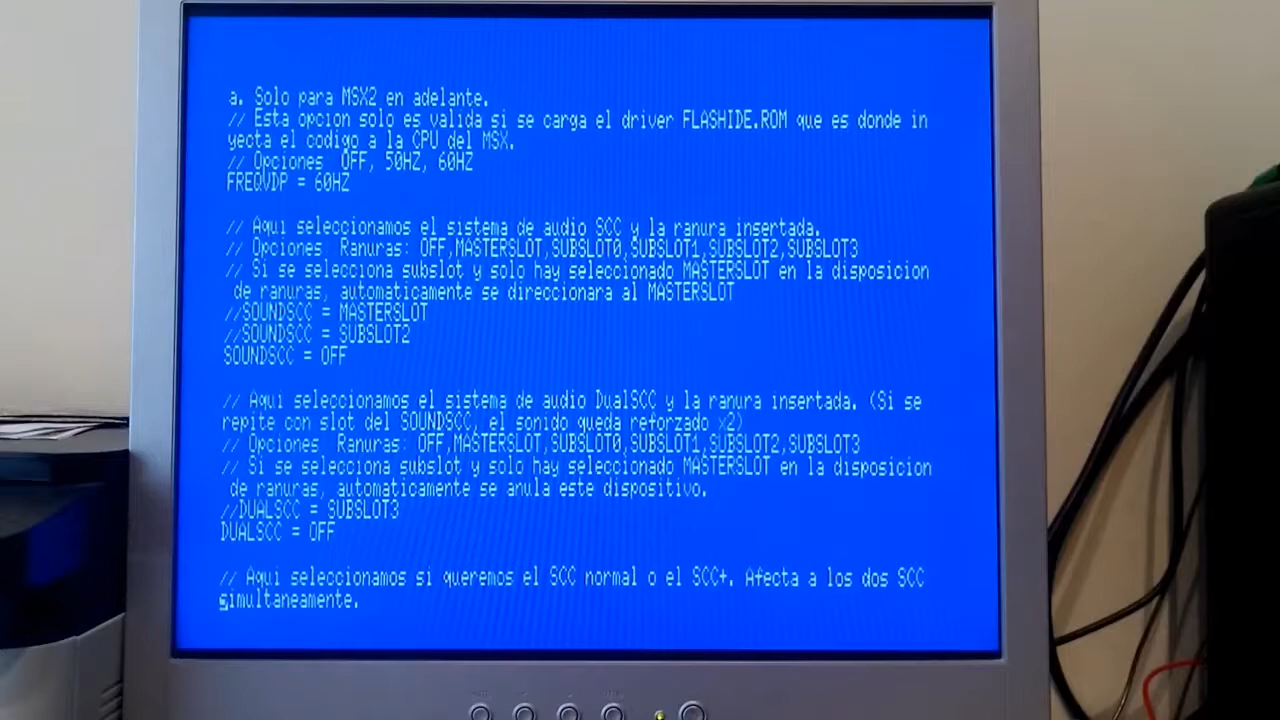 a. Solo para MSX2 en adelante.
// Esta opcion solo es valida si se carga el driver FLASHIDE.ROM que es donde in
yecta el codigo a la CPU del MSX.
// Opciones: OFF, 50HZ, 60HZ
FREQVDP = 60HZ
// Aqui seleccionamos el sistema de audio SCC y la ranura insertada.
// Opciones: Ranuras: OFF,MASTERSLOT,SUBSLOT0,SUBSLOT1,SUBSLOT2,SUBSLOT3
// Si se selecciona subslot y solo hay seleccionado MASTERSLOT en la disposicion
de ranuras, automaticamente se direccionara al MASTERSLOT
//SOUNDSCC = MASTERSLOT
//SOUNDSCC = SUBSLOT2
SOUNDSCC = OFF
// Aqui seleccionamos el sistema de audio DualSCC y la ranura insertada. (Si se
repite con slot del SOUNDSCC, el sonido queda reforzado x2)
// Opciones: Ranuras: OFF,MASTERSLOT,SUBSLOT0,SUBSLOT1,SUBSLOT2,SUBSLOT3
// Si se selecciona subslot y solo hay seleccionado MASTERSLOT en la disposicion
de ranuras, automaticamente se anula este dispositivo.
//DUALSCC = SUBSLOT3
DUALSCC = OFF
// Aqui seleccionamos si queremos el SCC normal o el SCC+. Afecta a los dos SCC
simultaneamente.